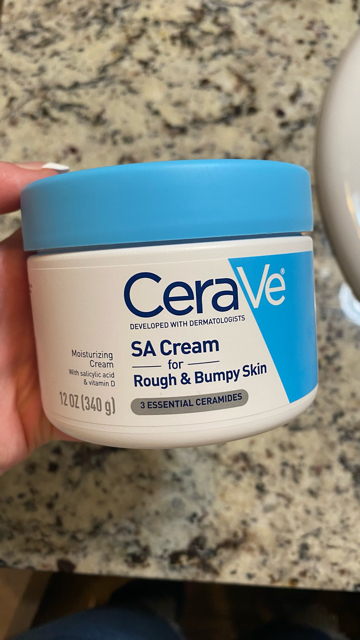 CeraVe®
DEVELOPED WITH DERMATOLOGISTS
SA Cream
for
Rough & Bumpy Skin
3 ESSENTIAL CERAMIDES
Moisturizing
Cream
With salicylic acid
& vitamin D
12 OZ (340 g)